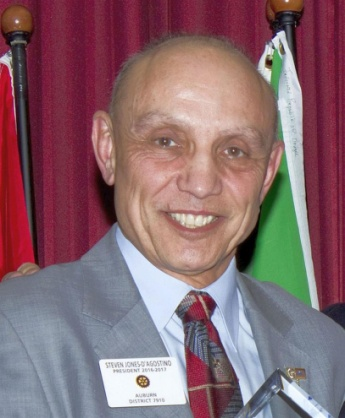 STEVEN JONES-D'AGOSTINO
PRESIDENT 2016-2017
AUBURN
DISTRICT 7910